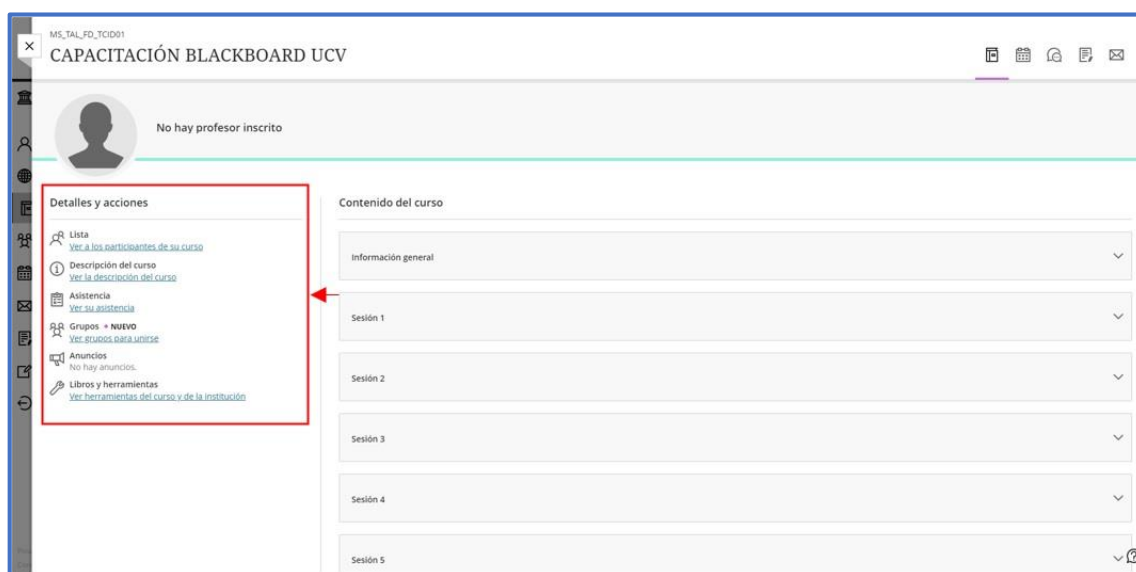 MS_TAL_FD_TCID01
CAPACITACIÓN BLACKBOARD UCV
No hay profesor inscrito
Detalles y acciones
Lista
Ver a los participantes de su curso
Descripción del curso
Ver la descripción del curso
Asistencia
Ver su asistencia
Grupos • NUEVO
Ver grupos para unirse
Anuncios
No hay anuncios.
Libros y herramientas
Ver herramientas del curso y de la institución
Contenido del curso
Información general
Sesión 1
Sesión 2
Sesión 3
Sesión 4
Sesión 5